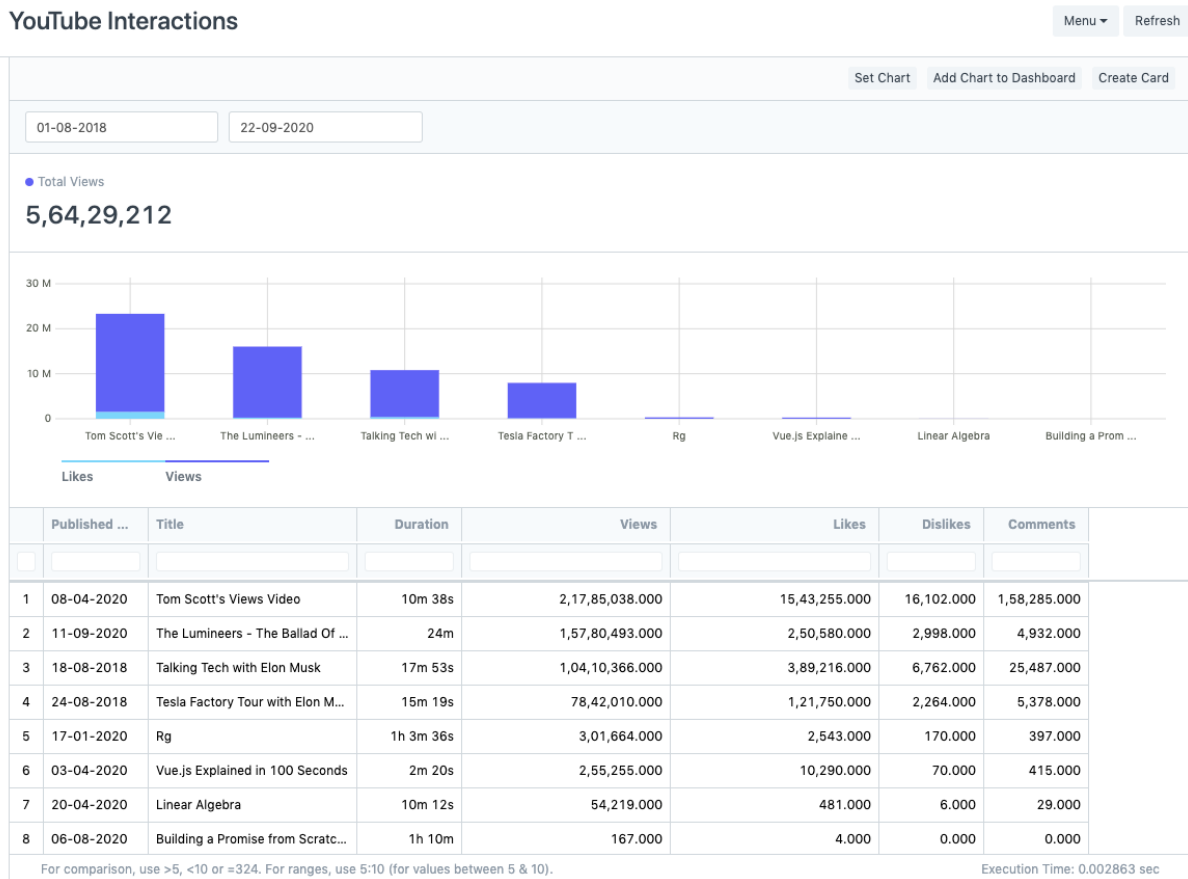 YouTube Interactions
Menu Refresh
Set Chart Add Chart to Dashboard Create Card
01-08-2018 22-09-2020
Total Views
5,64,29,212
30 M
20 M
10 M
0
Tom Scott's Vie ... The Lumineers - ... Talking Tech wi ... Tesla Factory T ... Rg Vue.js Explaine ... Linear Algebra Building a Prom ...
Likes Views
Published ... Title Duration Views Likes Dislikes Comments
1 08-04-2020 Tom Scott's Views Video 10m 38s 2,17,85,038.000 15,43,255.000 16,102.000 1,58,285.000
2 11-09-2020 The Lumineers - The Ballad Of ... 24m 1,57,80,493.000 2,50,580.000 2,998.000 4,932.000
3 18-08-2018 Talking Tech with Elon Musk 17m 53s 1,04,10,366.000 3,89,216.000 6,762.000 25,487.000
4 24-08-2018 Tesla Factory Tour with Elon M... 15m 19s 78,42,010.000 1,21,750.000 2,264.000 5,378.000
5 17-01-2020 Rg 1h 3m 36s 3,01,664.000 2,543.000 170.000 397.000
6 03-04-2020 Vue.js Explained in 100 Seconds 2m 20s 2,55,255.000 10,290.000 70.000 415.000
7 20-04-2020 Linear Algebra 10m 12s 54,219.000 481.000 6.000 29.000
8 06-08-2020 Building a Promise from Scratc... 1h 10m 167.000 4.000 0.000 0.000
For comparison, use >5, <10 or =324. For ranges, use 5:10 (for values between 5 & 10). Execution Time: 0.002863 sec